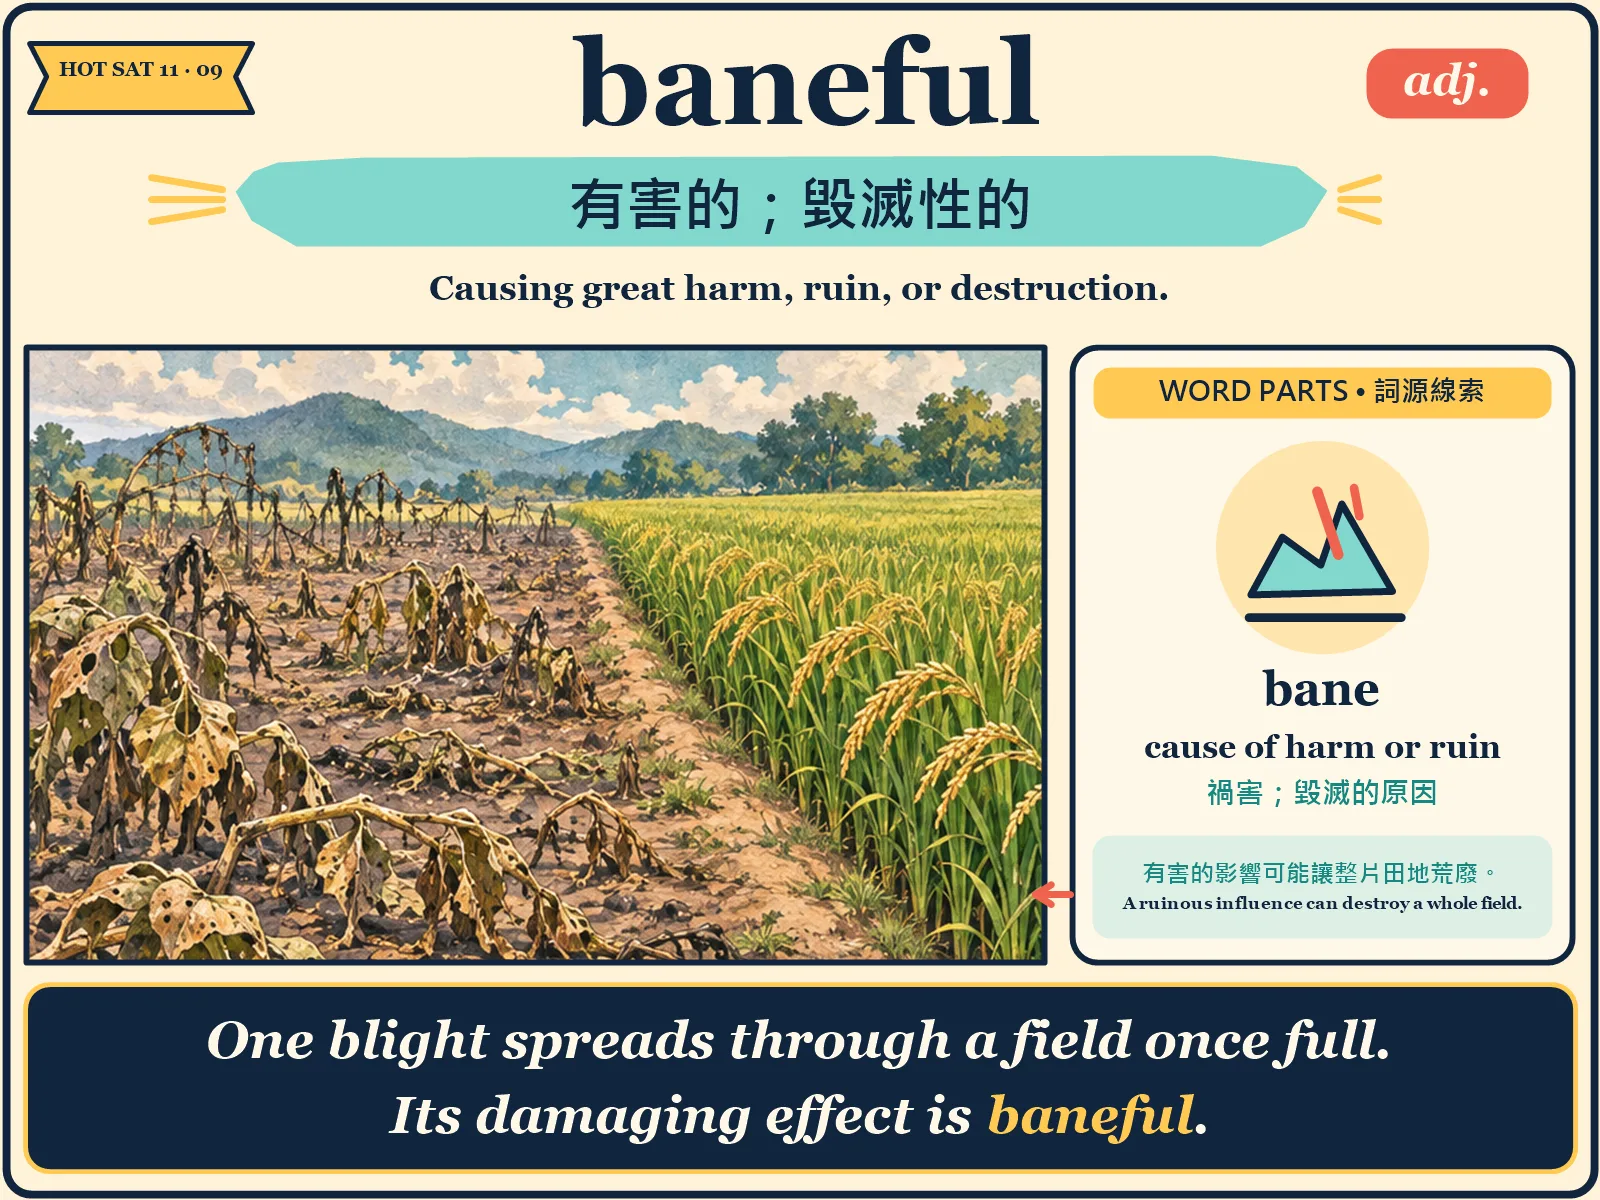 HOT SAT 11 · 09
baneful
adj.
有害的；毀滅性的
Causing great harm, ruin, or destruction.
WORD PARTS • 詞源線索
bane
cause of harm or ruin
禍害；毀滅的原因
有害的影響可能讓整片田地荒廢。
A ruinous influence can destroy a whole field.
One blight spreads through a field once full.
Its damaging effect is baneful.